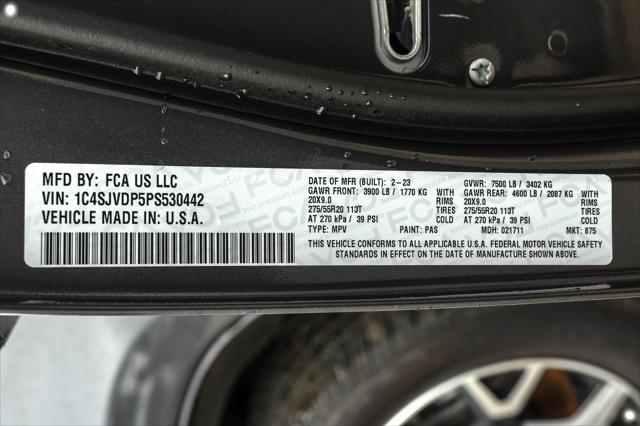 MFD BY: FCA US LLC
VIN: 1C4SJVDP5PS530442
VEHICLE MADE IN: U.S.A.
DATE OF MFR (BUILT): 2-23 GVWR: 7500 LB / 3402 KG
GAWR FRONT: 3900 LB / 1770 KG WITH GAWR REAR: 4600 LB / 2087 KG WITH
20X9.0 RIMS 20X9.0 RIMS
275/55R20 113T TIRES 275/55R20 113T TIRES
AT 270 kPa / 39 PSI COLD AT 270 kPa / 39 PSI COLD
TYPE: MPV PAINT: PAS MDH: 021711 MKT: 875
THIS VEHICLE CONFORMS TO ALL APPLICABLE U.S.A. FEDERAL MOTOR VEHICLE SAFETY
STANDARDS IN EFFECT ON THE DATE OF MANUFACTURE SHOWN ABOVE.